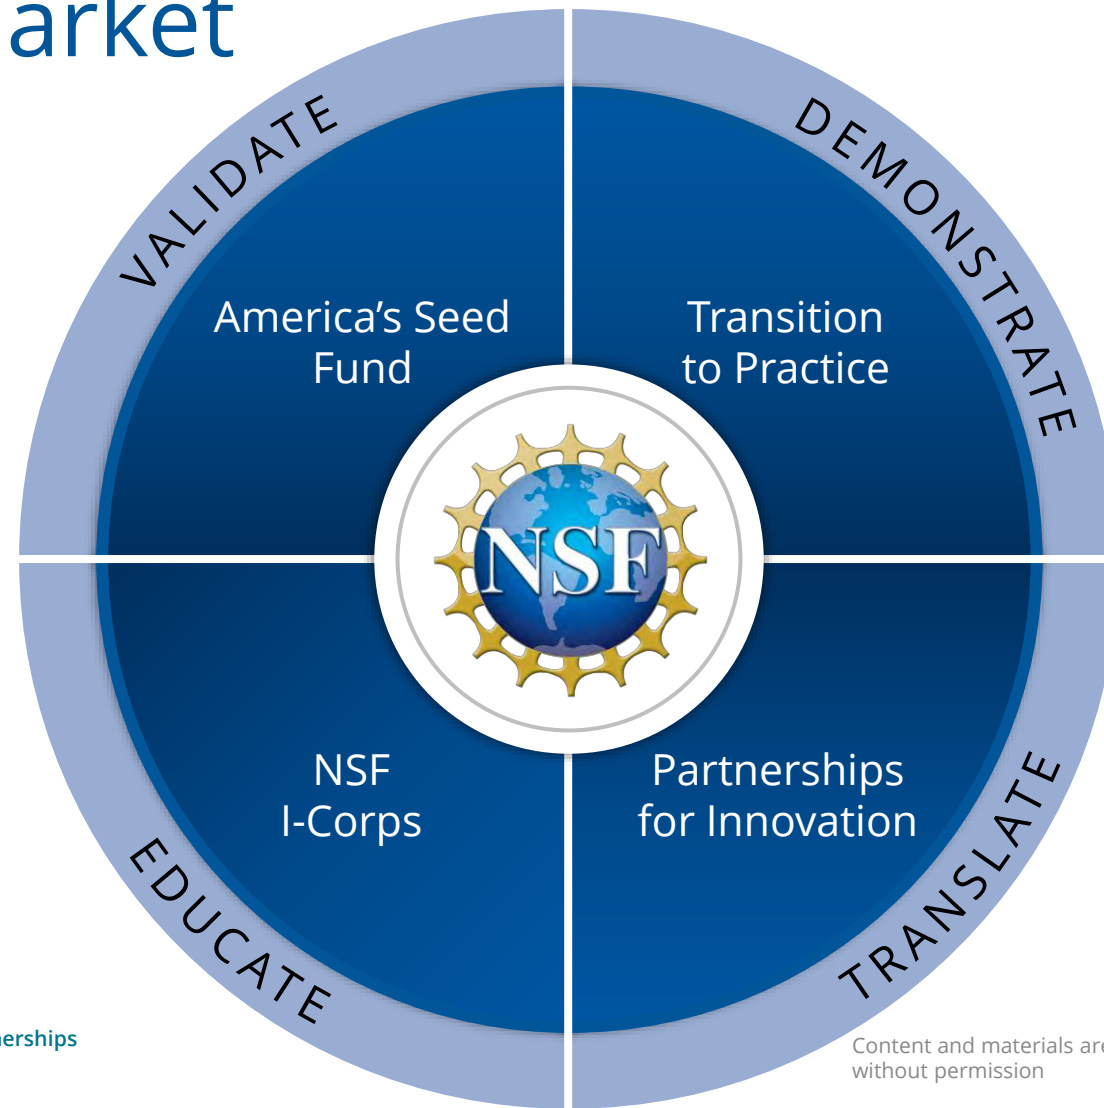 arket
VALIDATE
DEMONSTRATE
America's Seed
Fund
Transition
to Practice
NSF
NSF
I-Corps
Partnerships
for Innovation
EDUCATE
TRANSLATE
nerships
Content and materials are
without permission